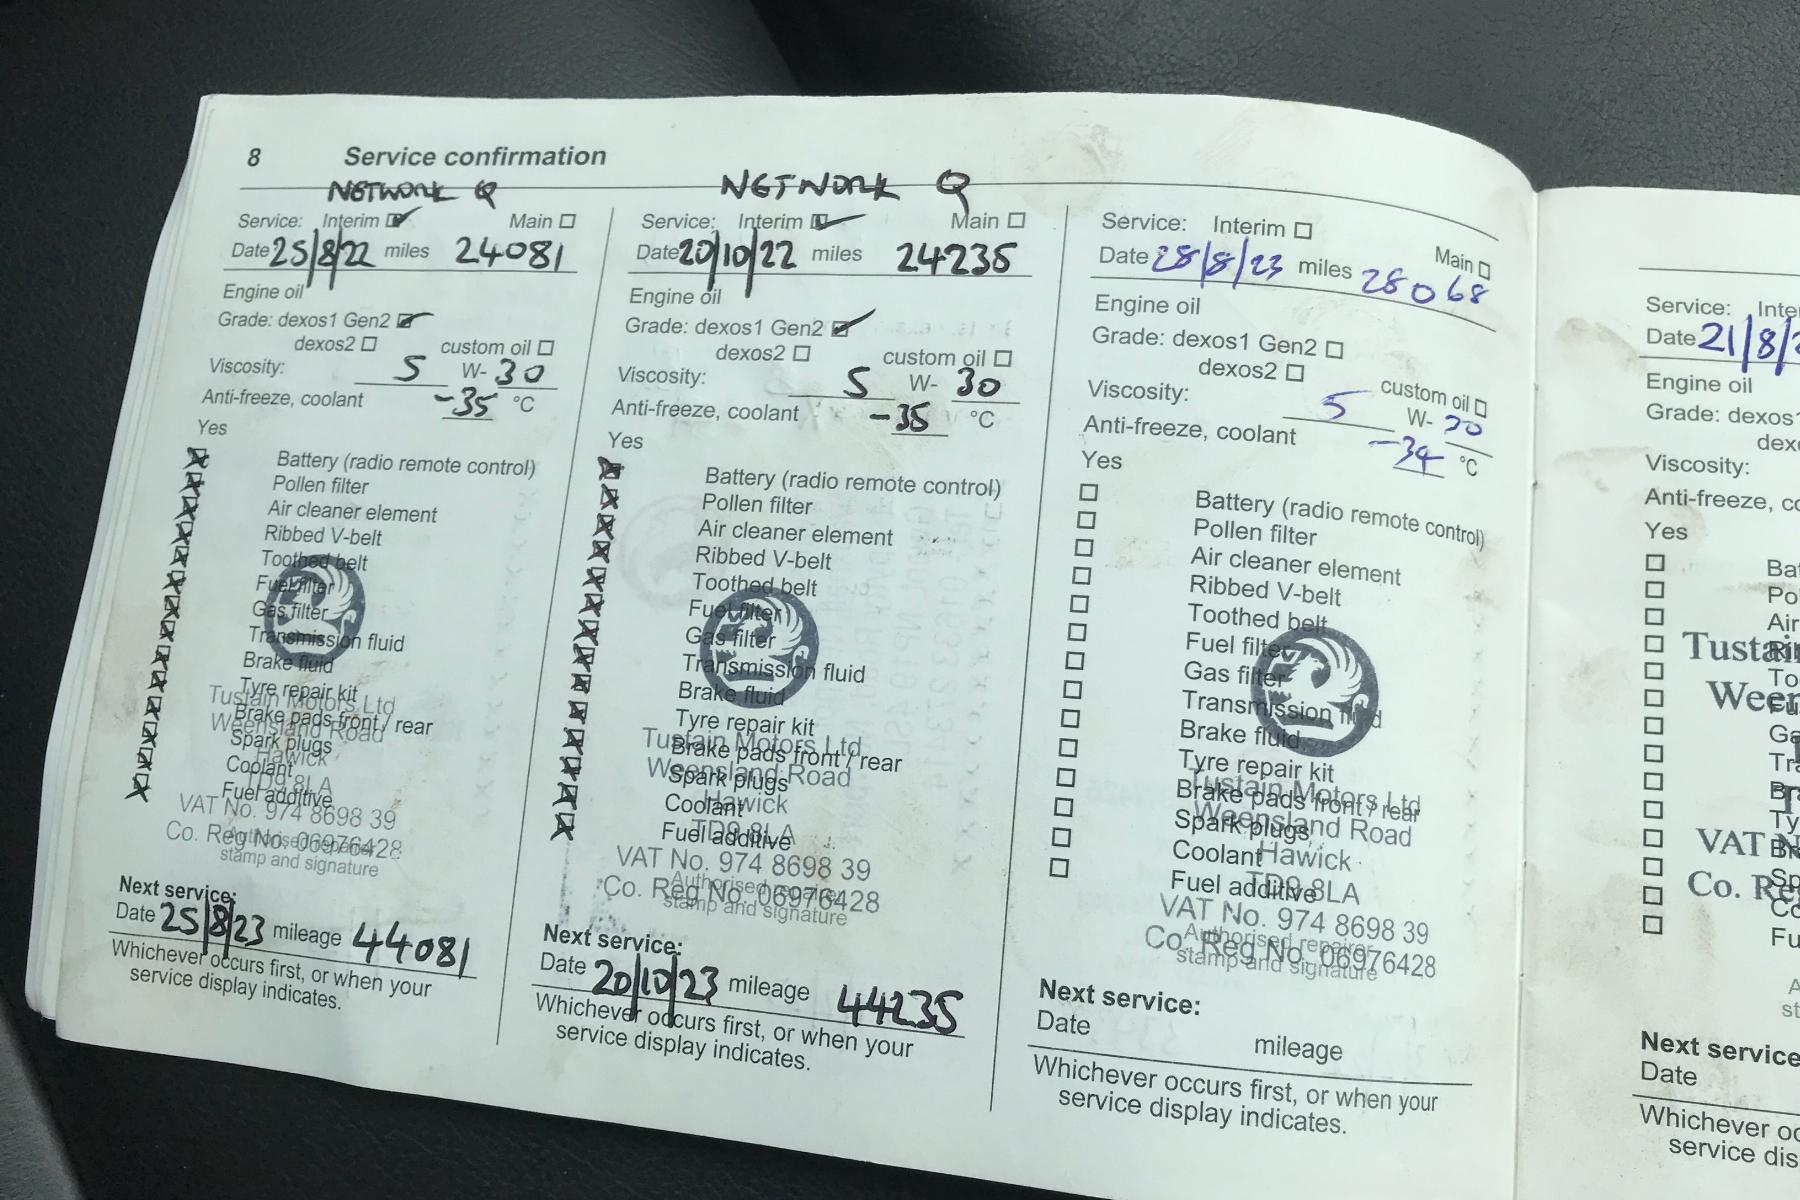 8 Service confirmation
NETWORK Q
Service: Interim Main
Date 25/8/22 miles 24081
Engine oil
Grade: dexos1 Gen2
dexos2 custom oil
Viscosity: 5 W- 30
Anti-freeze, coolant -35 °C
Yes
Battery (radio remote control)
Pollen filter
Air cleaner element
Ribbed V-belt
Toothed belt
Fuel filter
Gas filter
Transmission fluid
Brake fluid
Tyre repair kit
Tustain Motors Ltd
Brake pads front / rear
Weensland Road
Spark plugs
Hawick
Coolant
TD9 8LA
Fuel additive
VAT No. 974 8698 39
Co. Reg No. 06976428
Authorised repairer
stamp and signature
Next service:
Date 25/8/23 mileage 44081
Whichever occurs first, or when your
service display indicates.
NETWORK Q
Service: Interim Main
Date 20/10/22 miles 24235
Engine oil
Grade: dexos1 Gen2
dexos2 custom oil
Viscosity: 5 W- 30
Anti-freeze, coolant -35 °C
Yes
Battery (radio remote control)
Pollen filter
Air cleaner element
Ribbed V-belt
Toothed belt
Fuel filter
Gas filter
Transmission fluid
Brake fluid
Tyre repair kit
Tustain Motors Ltd
Brake pads front / rear
Weensland Road
Spark plugs
Hawick
Coolant
TD9 8LA
Fuel additive
VAT No. 974 8698 39
Co. Reg No. 06976428
Authorised repairer
stamp and signature
Next service:
Date 20/10/23 mileage 44235
Whichever occurs first, or when your
service display indicates.
Service: Interim
Main
Date 28/8/23 miles 28068
Engine oil
Grade: dexos1 Gen2
dexos2 custom oil
Viscosity: 5 W- 30
Anti-freeze, coolant -34 °C
Yes
Battery (radio remote control)
Pollen filter
Air cleaner element
Ribbed V-belt
Toothed belt
Fuel filter
Gas filter
Transmission fluid
Brake fluid
Tyre repair kit
Tustain Motors Ltd
Brake pads front / rear
Weensland Road
Spark plugs
Hawick
Coolant
TD9 8LA
Fuel additive
VAT No. 974 8698 39
Co. Reg No. 06976428
Authorised repairer
stamp and signature
Next service:
Date mileage
Whichever occurs first, or when your
service display indicates.
Service:
Date 21/8/
Engine oil
Grade: dexos1
Viscosity:
Anti-freeze,
Yes
VAT
Co.
Next service
Date
Whichever
service